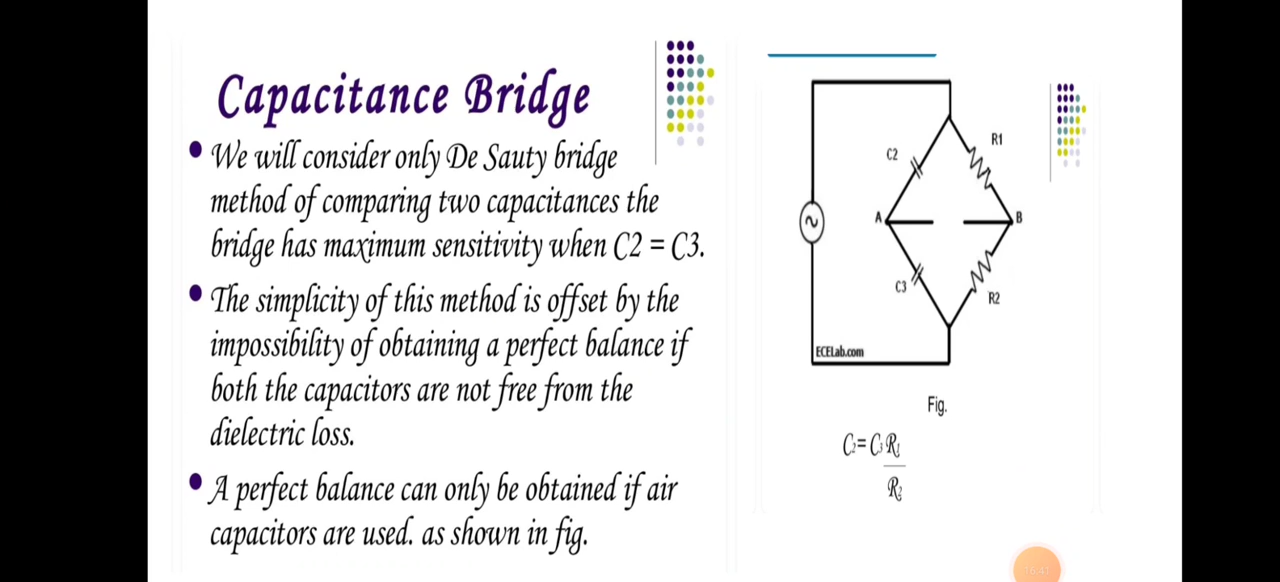 Capacitance Bridge
• We will consider only De Sauty bridge
method of comparing two capacitances the
bridge has maximum sensitivity when C2 = C3.
• The simplicity of this method is offset by the
impossibility of obtaining a perfect balance if
both the capacitors are not free from the
dielectric loss.
• A perfect balance can only be obtained if air
capacitors are used. as shown in fig.
R1
C2
A
B
C3
R2
ECELab.com
Fig.
C₂= C₃ R₁
R₂
16:41